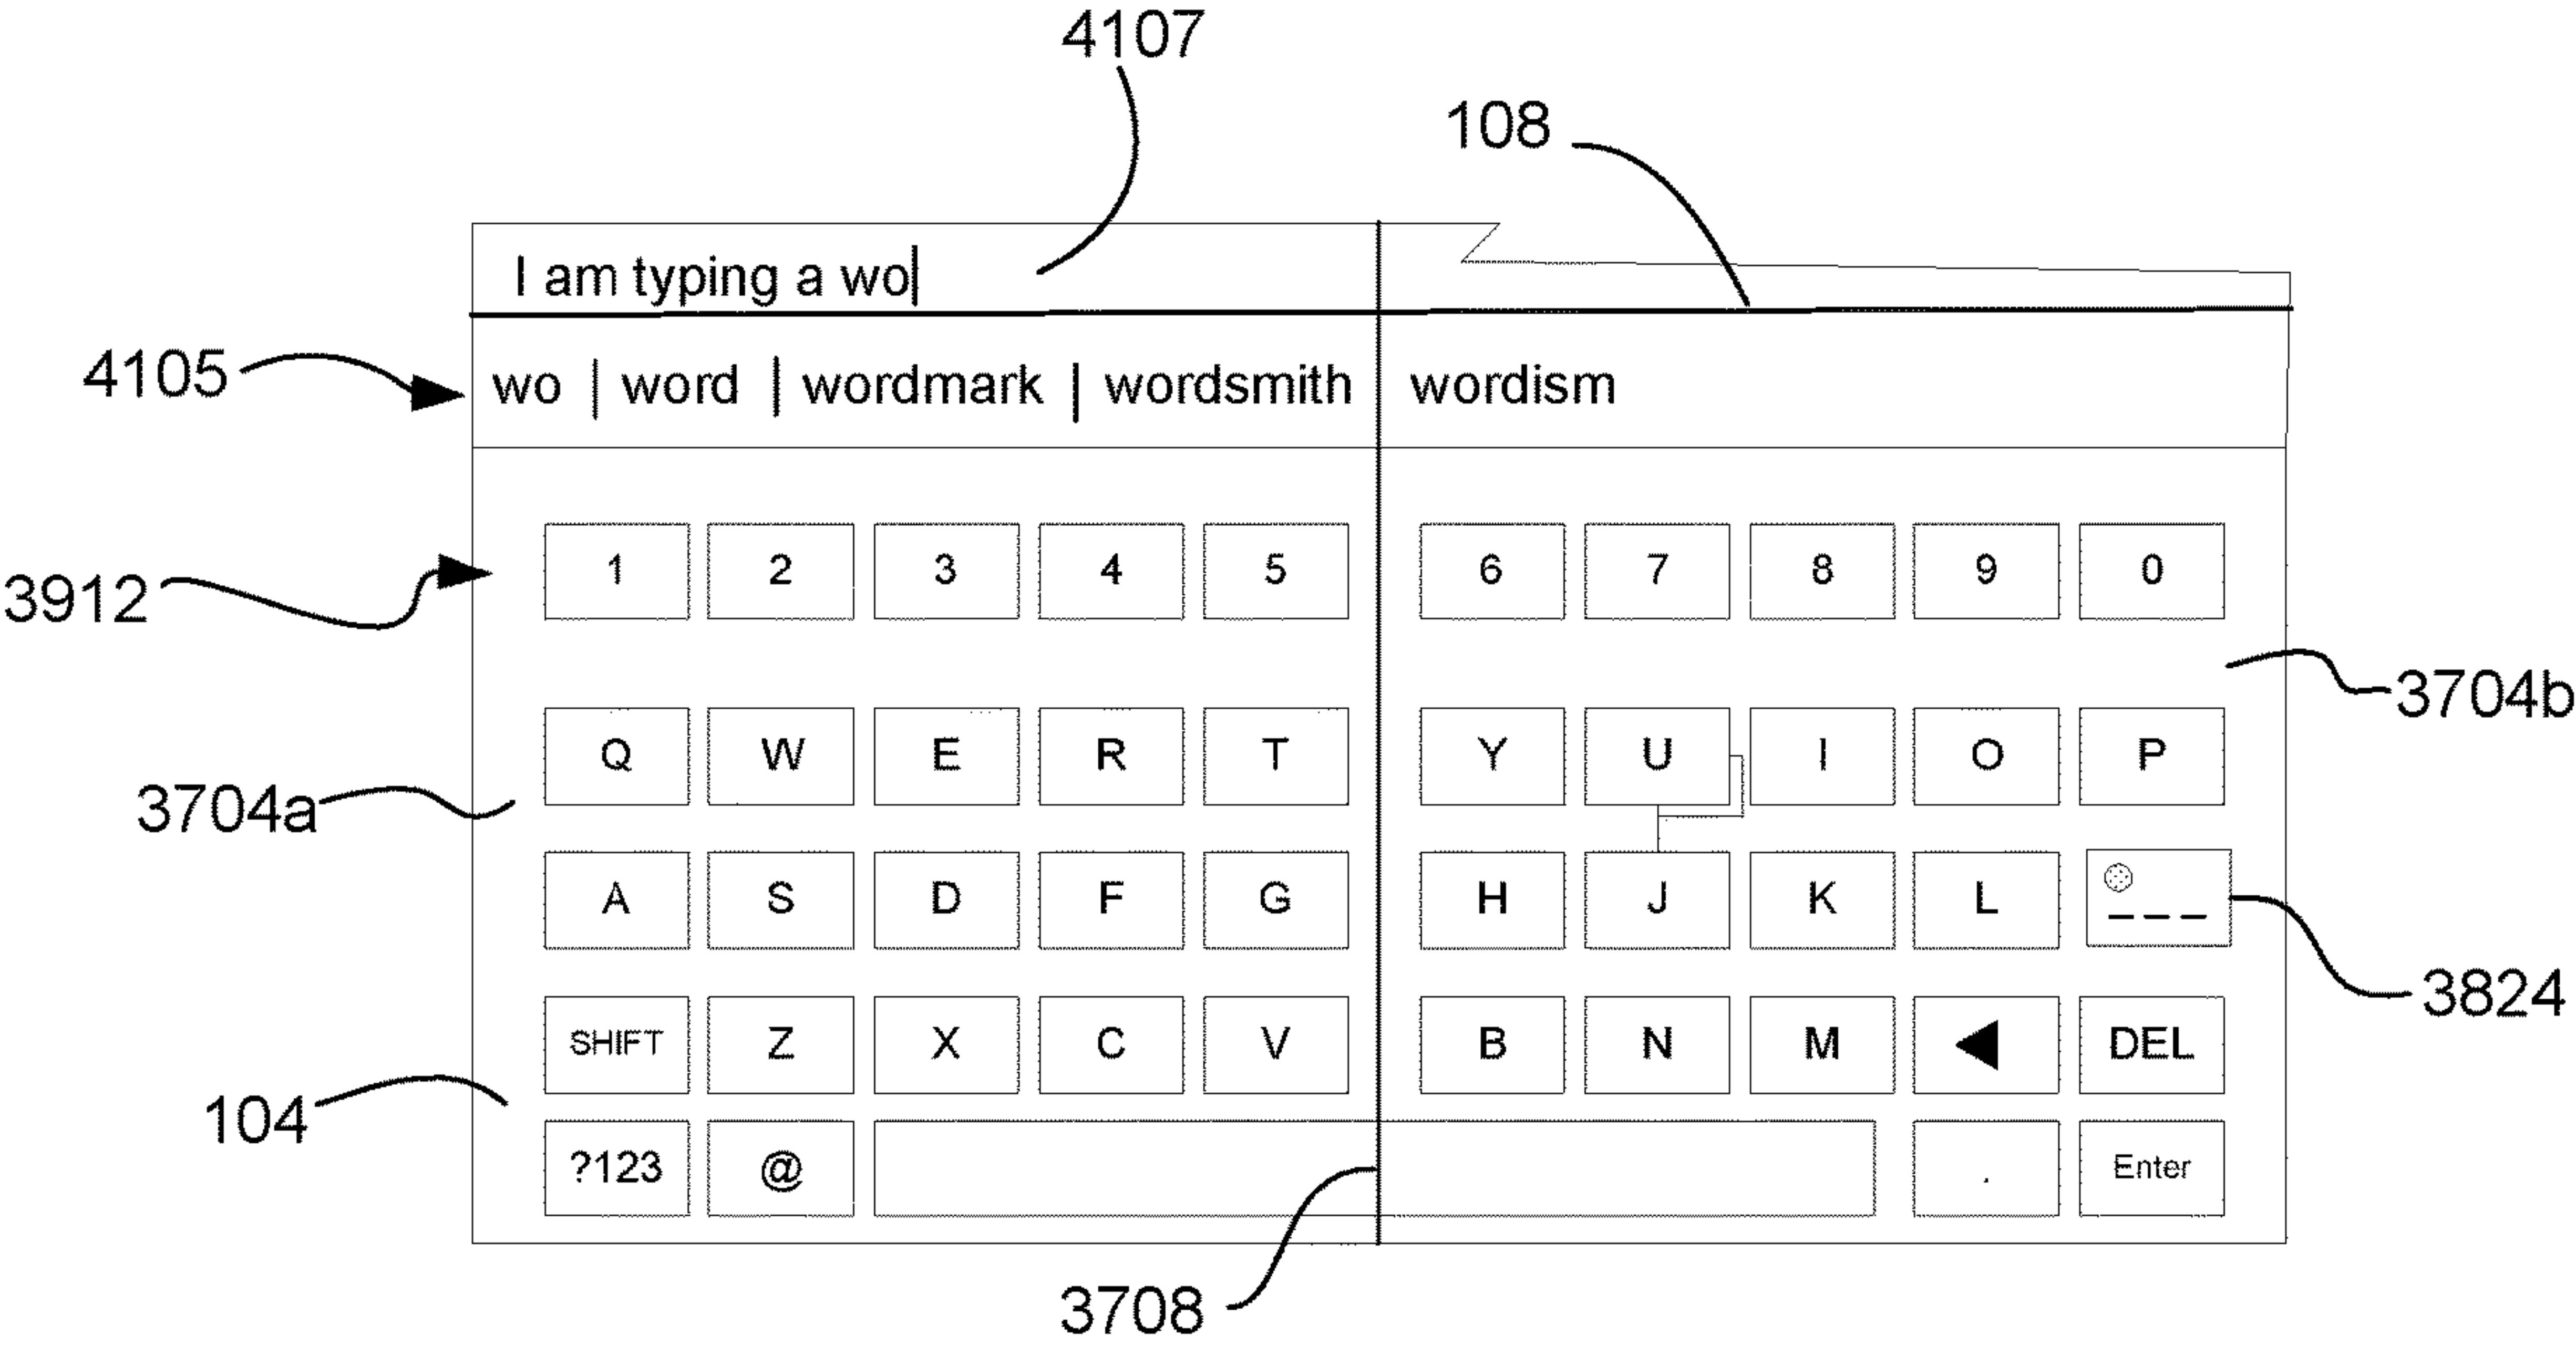 4107
108
I am typing a wo
4105
wo | word | wordmark | wordsmith wordism
3912
1 2 3 4 5 6 7 8 9 0
3704b
Q W E R T Y U I O P
3704a
A S D F G H J K L
3824
SHIFT Z X C V B N M DEL
104
?123 @ . Enter
3708